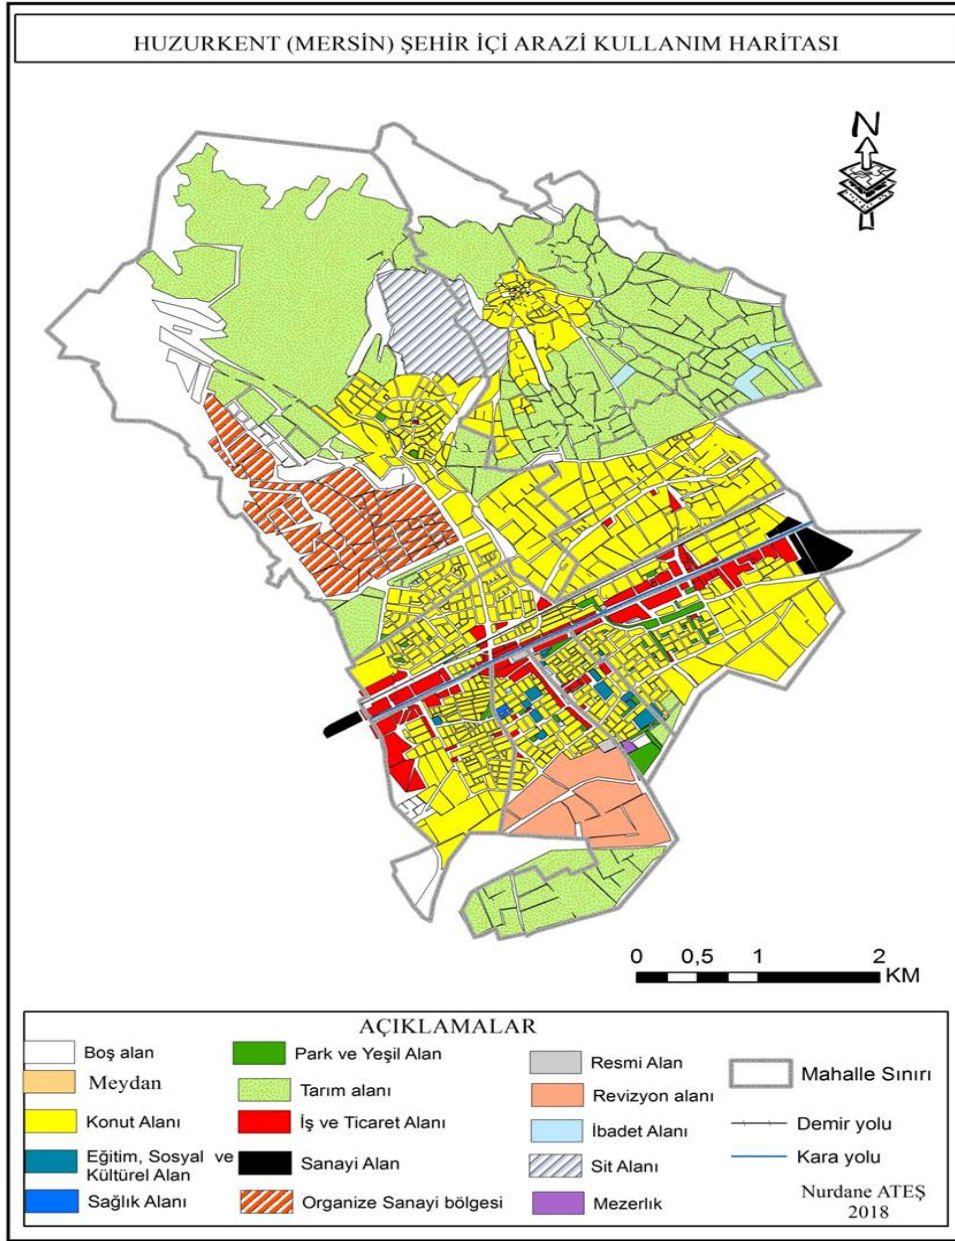 HUZURKENT (MERSİN) ŞEHİR İÇİ ARAZİ KULLANIM HARİTASI
N
0 0,5 1 2
KM
AÇIKLAMALAR
Boş alan
Meydan
Konut Alanı
Eğitim, Sosyal ve
Kültürel Alan
Sağlık Alanı
Park ve Yeşil Alan
Tarım alanı
İş ve Ticaret Alanı
Sanayi Alan
Organize Sanayi bölgesi
Resmi Alan
Revizyon alanı
İbadet Alanı
Sit Alanı
Mezerlık
Mahalle Sınırı
Demir yolu
Kara yolu
Nurdane ATEŞ
2018